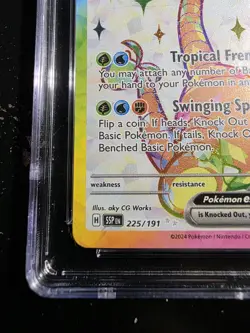 Tropical Fren
You may attach any number of Ba
your hand to your Pokémon in an
Swinging Sp
Flip a coin. If heads, Knock Out
Basic Pokémon. If tails, Knock O
Benched Basic Pokémon.
weakness resistance
Illus. aky CG Works
Pokémon e
H SSP EN 225/191
is Knocked Out,
©2024 Pokémon / Nintendo / C